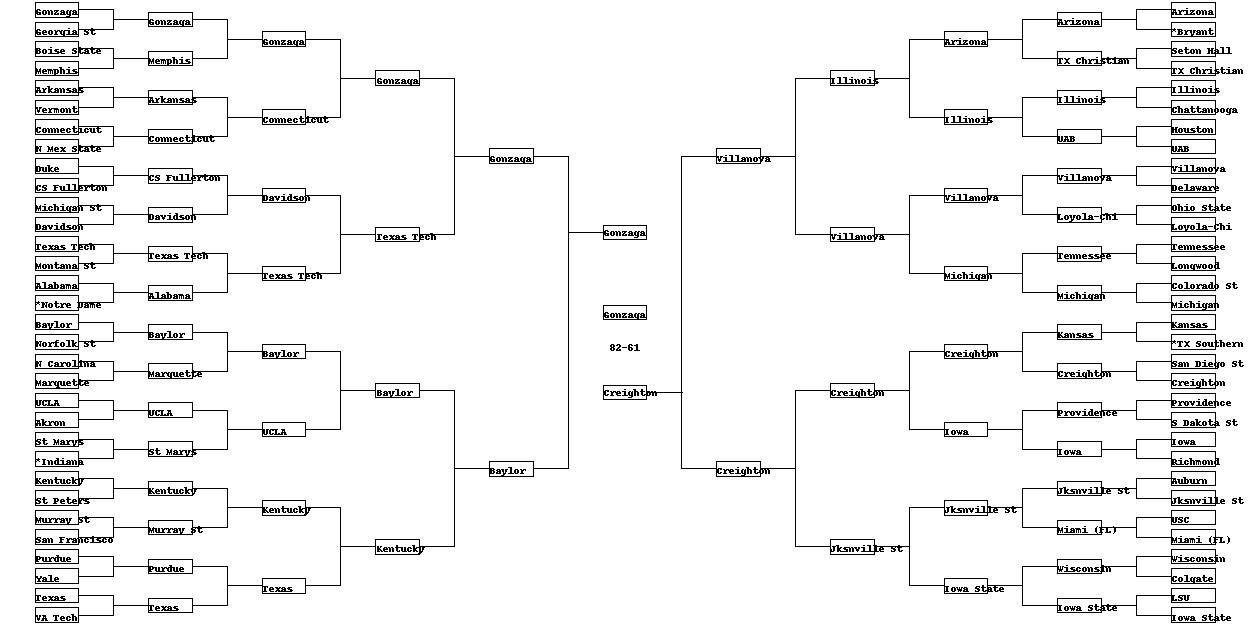 Gonzaga
Georgia St
Boise State
Memphis
Arkansas
Vermont
Connecticut
N Mex State
Duke
CS Fullerton
Michigan St
Davidson
Texas Tech
Montana St
Alabama
*Notre Dame
Baylor
Norfolk St
N Carolina
Marquette
UCLA
Akron
St Marys
*Indiana
Kentucky
St Peters
Murray St
San Francisco
Purdue
Yale
Texas
VA Tech
Gonzaga
Memphis
Arkansas
Connecticut
CS Fullerton
Davidson
Texas Tech
Alabama
Baylor
Marquette
UCLA
St Marys
Kentucky
Murray St
Purdue
Texas
Gonzaga
Connecticut
Davidson
Texas Tech
Baylor
UCLA
Kentucky
Texas
Gonzaga
Texas Tech
Baylor
Kentucky
Gonzaga
Baylor
Gonzaga
Gonzaga
82-61
Creighton
Villanova
Creighton
Illinois
Villanova
Creighton
Jksnville St
Arizona
Illinois
Villanova
Michigan
Creighton
Iowa
Jksnville St
Iowa State
Arizona
TX Christian
Illinois
UAB
Villanova
Loyola-Chi
Tennessee
Michigan
Kansas
Creighton
Providence
Iowa
Jksnville St
Miami (FL)
Wisconsin
Iowa State
Arizona
*Bryant
Seton Hall
TX Christian
Illinois
Chattanooga
Houston
UAB
Villanova
Delaware
Ohio State
Loyola-Chi
Tennessee
Longwood
Colorado St
Michigan
Kansas
*TX Southern
San Diego St
Creighton
Providence
S Dakota St
Iowa
Richmond
Auburn
Jksnville St
USC
Miami (FL)
Wisconsin
Colgate
LSU
Iowa State